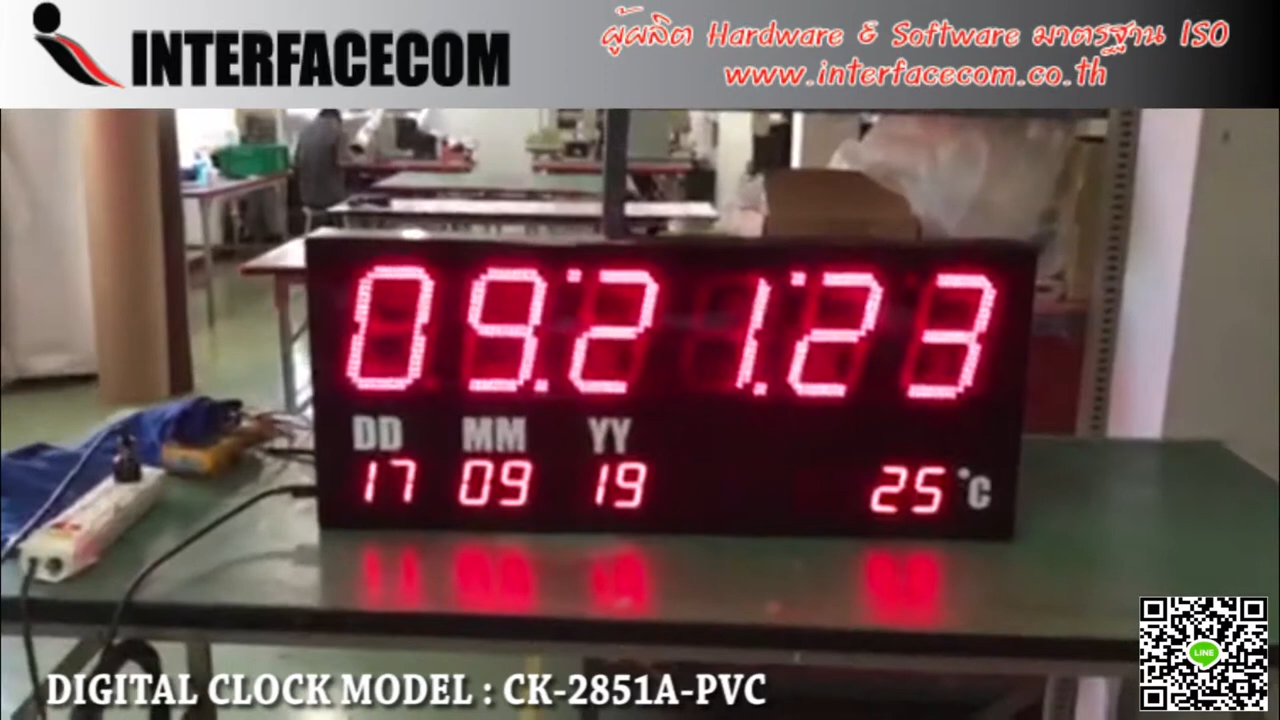 INTERFACECOM
ผู้ผลิต Hardware & Software มาตรฐาน ISO
www.interfacecom.co.th
09:21:23
DD MM YY
17 09 19 25 °C
DIGITAL CLOCK MODEL : CK-2851A-PVC
LINE